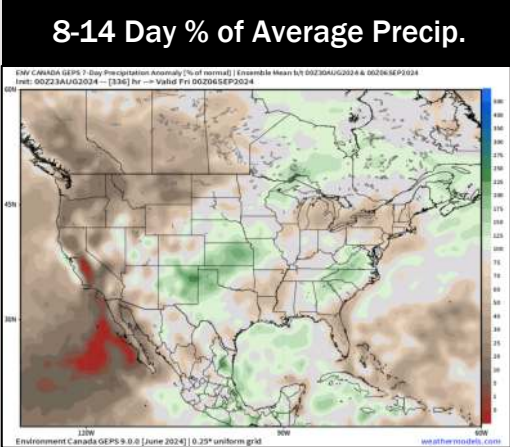 8-14 Day % of Average Precip.
ENV CANADA GEPS 7-Day Precipitation Anomaly [% of normal] | Ensemble Mean b/t 00Z30AUG2024 & 00Z06SEP2024
Init: 00Z23AUG2024 -- [336] hr --> Valid Fri 00Z06SEP2024
60N
45N
30N
120W
90W
60W
Environment Canada GEPS 9.0.0 [June 2024] | 0.25° uniform grid
weathermodels.com